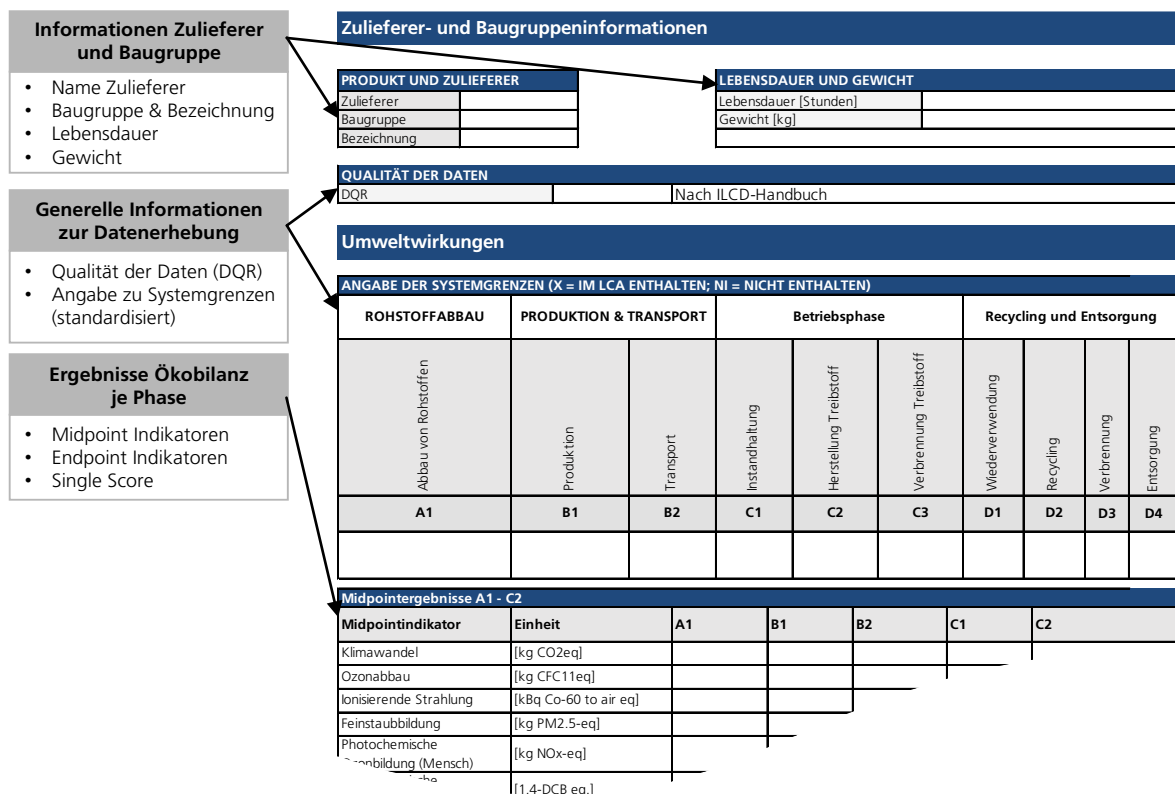 Informationen Zulieferer
und Baugruppe
• Name Zulieferer
• Baugruppe & Bezeichnung
• Lebensdauer
• Gewicht
Generelle Informationen
zur Datenerhebung
• Qualität der Daten (DQR)
• Angabe zu Systemgrenzen
(standardisiert)
Ergebnisse Ökobilanz
je Phase
• Midpoint Indikatoren
• Endpoint Indikatoren
• Single Score
Zulieferer- und Baugruppeninformationen
PRODUKT UND ZULIEFERER
Zulieferer
Baugruppe
Bezeichnung
LEBENSDAUER UND GEWICHT
Lebensdauer [Stunden]
Gewicht [kg]
QUALITÄT DER DATEN
DQR Nach ILCD-Handbuch
Umweltwirkungen
ANGABE DER SYSTEMGRENZEN (X = IM LCA ENTHALTEN; NI = NICHT ENTHALTEN)
ROHSTOFFABBAU PRODUKTION & TRANSPORT Betriebsphase Recycling und Entsorgung
Abbau von Rohstoffen
Produktion
Transport
Instandhaltung
Herstellung Treibstoff
Verbrennung Treibstoff
Wiederverwendung
Recycling
Verbrennung
Entsorgung
A1 B1 B2 C1 C2 C3 D1 D2 D3 D4
Midpointergebnisse A1 - C2
Midpointindikator Einheit A1 B1 B2 C1 C2
Klimawandel [kg CO2eq]
Ozonabbau [kg CFC11eq]
Ionisierende Strahlung [kBq Co-60 to air eq]
Feinstaubbildung [kg PM2.5-eq]
Photochemische
(Mensch) [kg NOx-eq]
[1.4-DCB eq.]